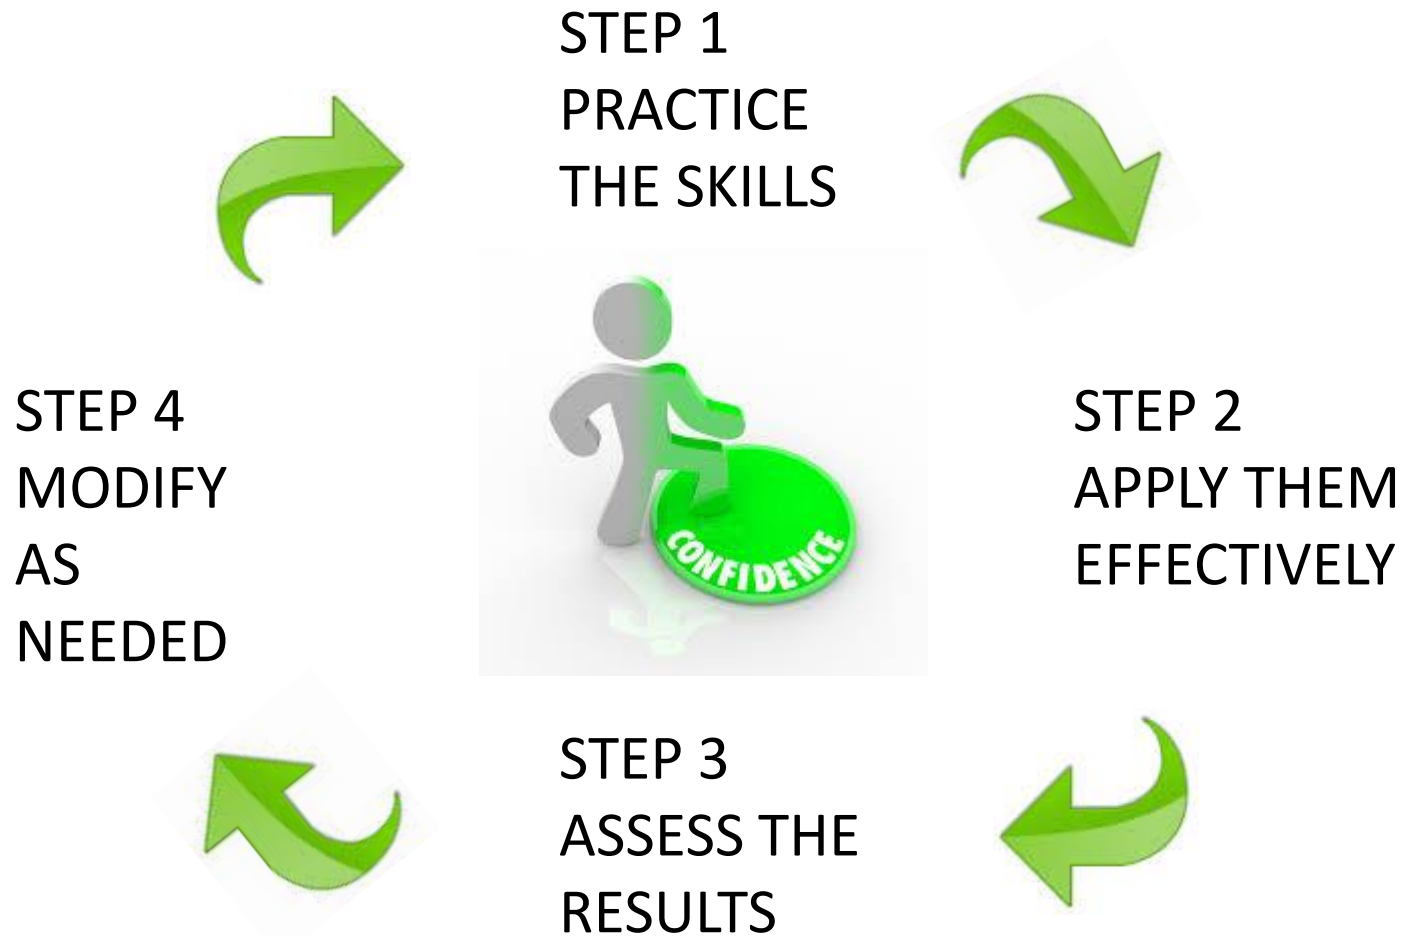 STEP 1
PRACTICE
THE SKILLS
STEP 2
APPLY THEM
EFFECTIVELY
STEP 3
ASSESS THE
RESULTS
STEP 4
MODIFY
AS
NEEDED
CONFIDENCE